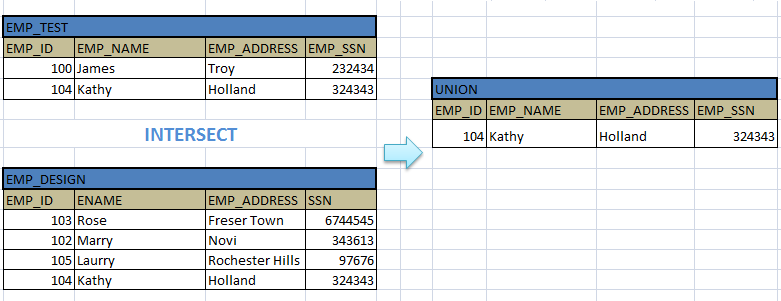 EMP_TEST
EMP_ID EMP_NAME EMP_ADDRESS EMP_SSN
100 James Troy 232434
104 Kathy Holland 324343
INTERSECT
EMP_DESIGN
EMP_ID ENAME EMP_ADDRESS SSN
103 Rose Freser Town 6744545
102 Marry Novi 343613
105 Laurry Rochester Hills 97676
104 Kathy Holland 324343
UNION
EMP_ID EMP_NAME EMP_ADDRESS EMP_SSN
104 Kathy Holland 324343